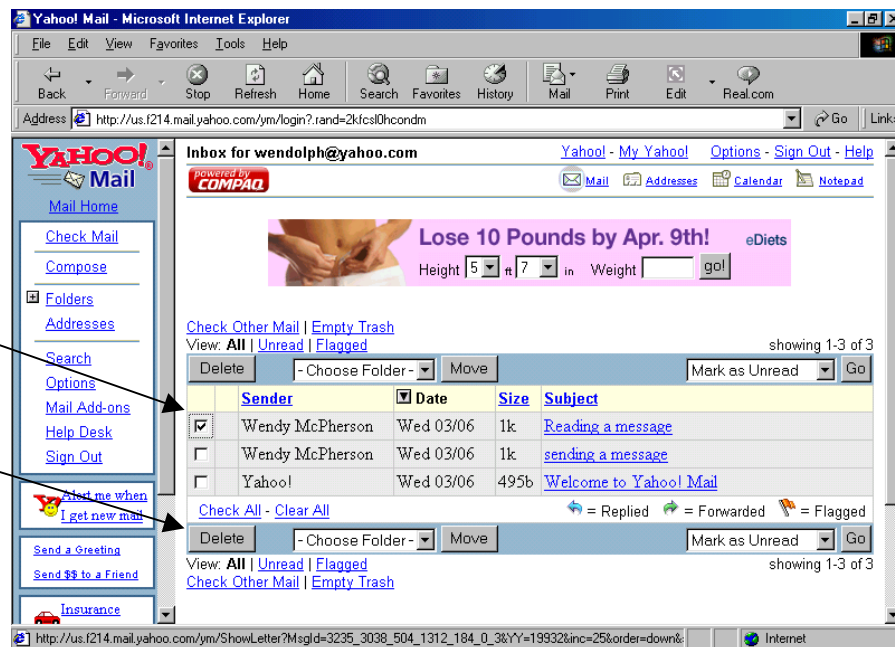 Yahoo! Mail - Microsoft Internet Explorer
File Edit View Favorites Tools Help
Back Forward Stop Refresh Home Search Favorites History Mail Print Edit Real.com
Address http://us.f214.mail.yahoo.com/ym/login?.rand=2kfcsl0hcondm Go Links
YAHOO! Mail
Mail Home
Check Mail
Compose
Folders
Addresses
Search
Options
Mail Add-ons
Help Desk
Sign Out
Alert me when
I get new mail
Send a Greeting
Send $$ to a Friend
Insurance
Inbox for wendolph@yahoo.com Yahoo! - My Yahoo! Options - Sign Out - Help
powered by COMPAQ Mail Addresses Calendar Notepad
Lose 10 Pounds by Apr. 9th! eDiets
Height 5 ft 7 in Weight go!
Check Other Mail | Empty Trash
View: All | Unread | Flagged showing 1-3 of 3
Delete - Choose Folder - Move Mark as Unread Go
Sender Date Size Subject
Wendy McPherson Wed 03/06 1k Reading a message
Wendy McPherson Wed 03/06 1k sending a message
Yahoo! Wed 03/06 495b Welcome to Yahoo! Mail
Check All - Clear All = Replied = Forwarded = Flagged
Delete - Choose Folder - Move Mark as Unread Go
View: All | Unread | Flagged showing 1-3 of 3
Check Other Mail | Empty Trash
http://us.f214.mail.yahoo.com/ym/ShowLetter?MsgId=3235_3038_504_1312_184_0_3&YY=19932&inc=25&order=down& Internet